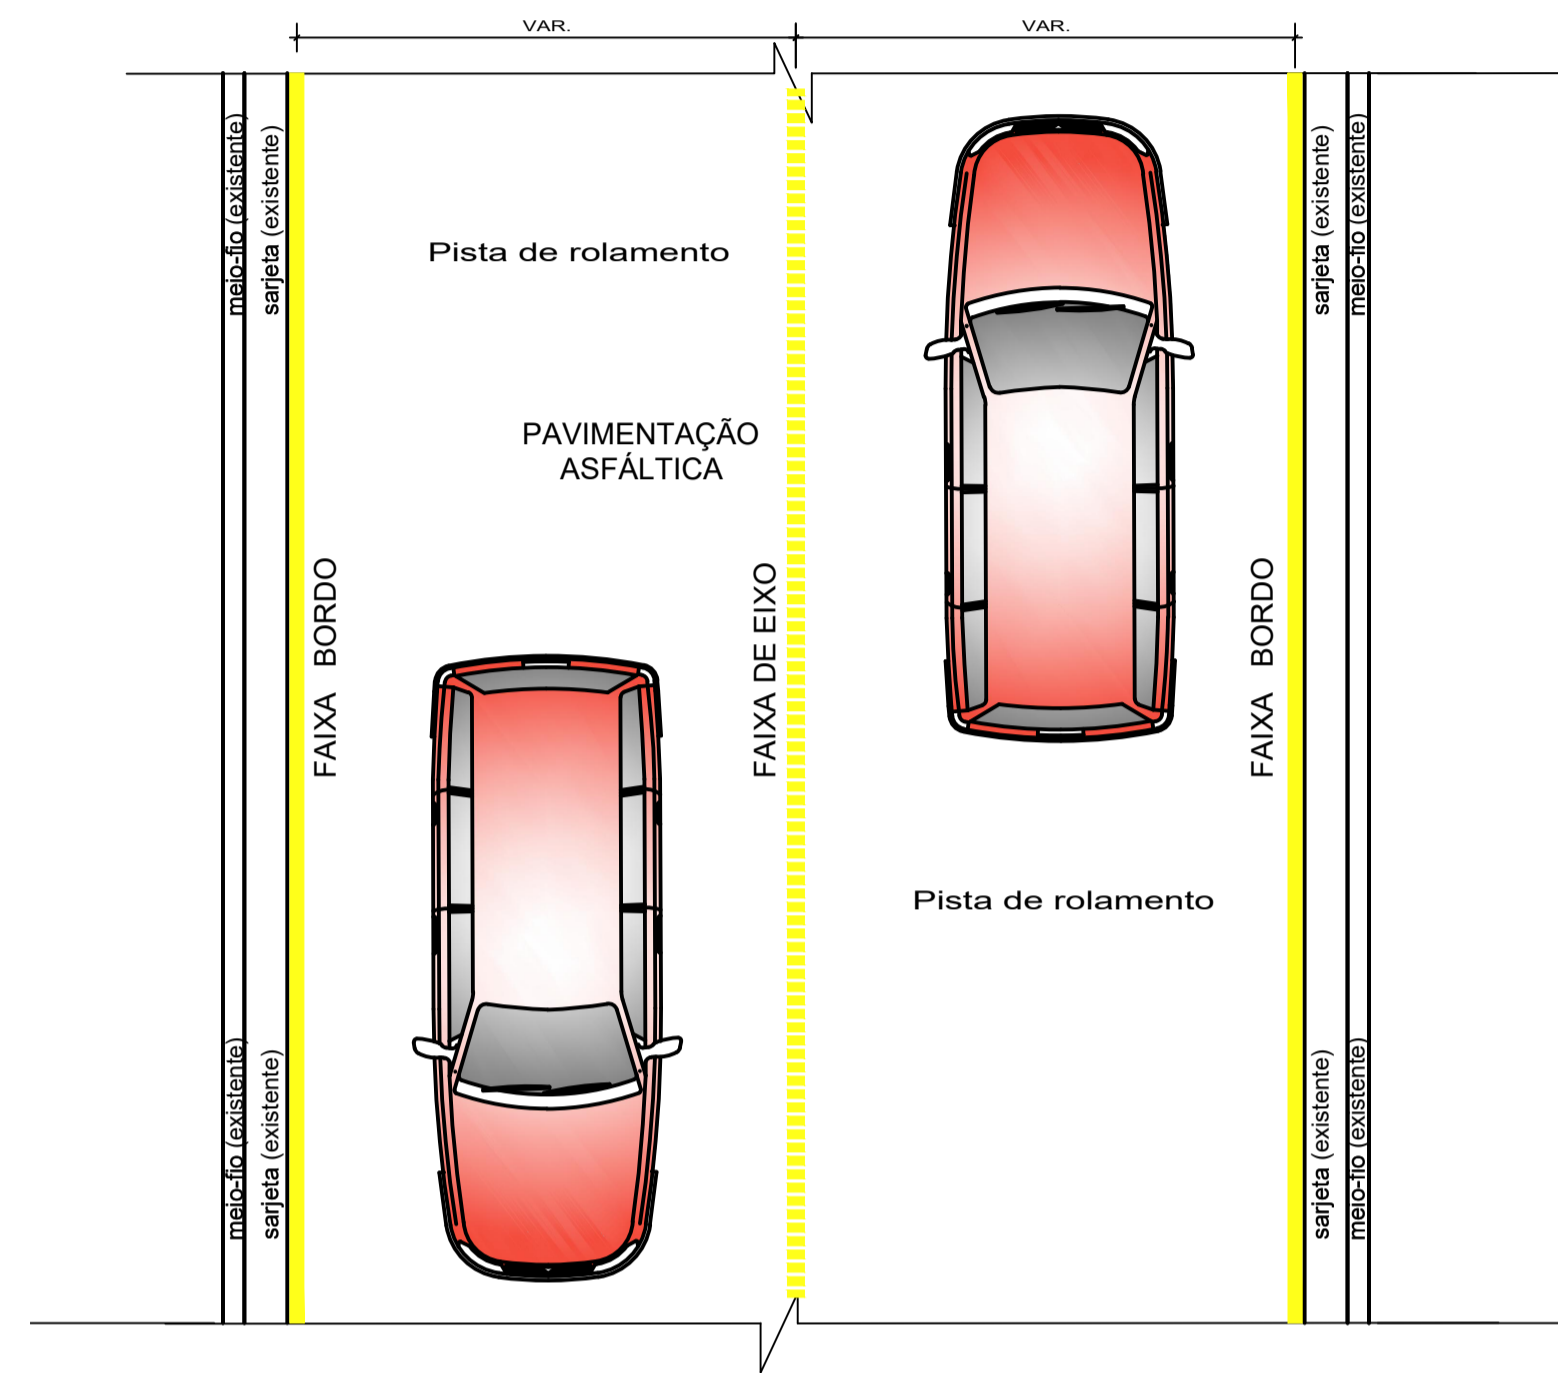 VAR.
VAR.
meio-fio (existente)
sarjeta (existente)
sarjeta (existente)
meio-fio (existente)
Pista de rolamento
PAVIMENTAÇÃO
ASFÁLTICA
FAIXA BORDO
FAIXA DE EIXO
FAIXA BORDO
Pista de rolamento
meio-fio (existente)
sarjeta (existente)
sarjeta (existente)
meio-fio (existente)